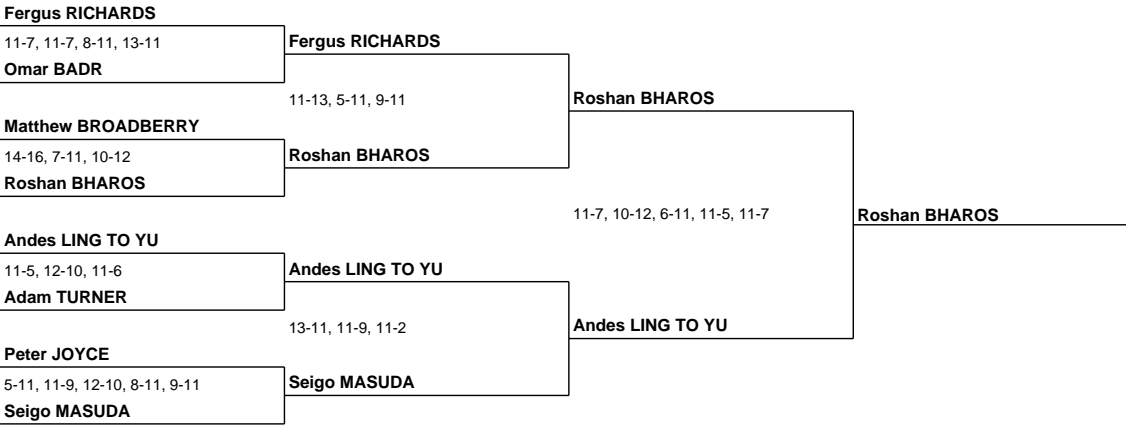 Fergus RICHARDS
11-7, 11-7, 8-11, 13-11
Omar BADR
Matthew BROADBERRY
14-16, 7-11, 10-12
Roshan BHAROS
Andes LING TO YU
11-5, 12-10, 11-6
Adam TURNER
Peter JOYCE
5-11, 11-9, 12-10, 8-11, 9-11
Seigo MASUDA
Fergus RICHARDS
11-13, 5-11, 9-11
Roshan BHAROS
Andes LING TO YU
13-11, 11-9, 11-2
Seigo MASUDA
Roshan BHAROS
11-7, 10-12, 6-11, 11-5, 11-7
Andes LING TO YU
Roshan BHAROS